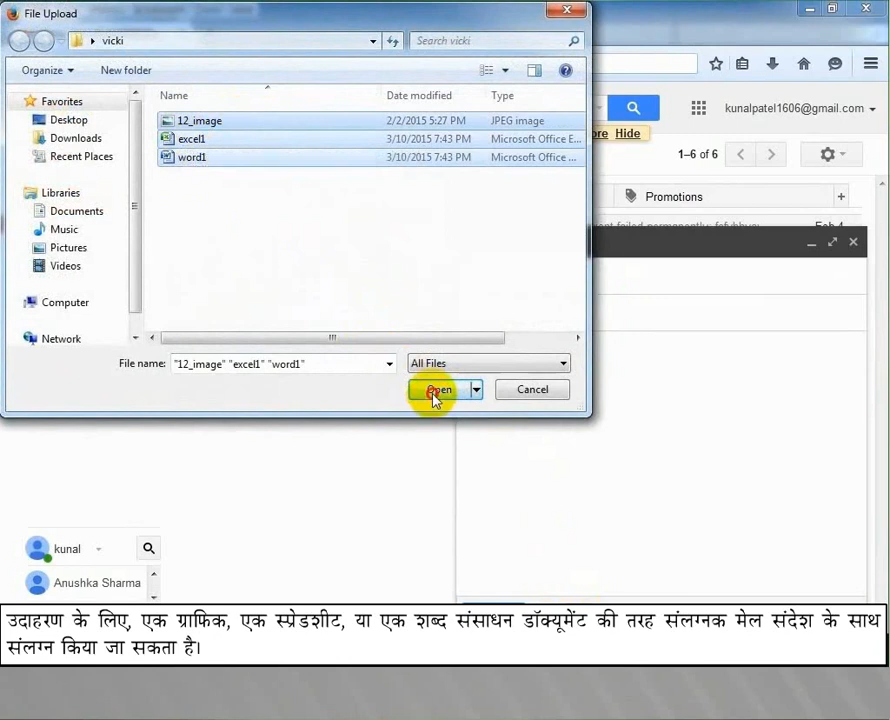 File Upload
vicki
Search vicki
Organize
New folder
Favorites
Desktop
Downloads
Recent Places
Libraries
Documents
Music
Pictures
Videos
Computer
Network
Name Date modified Type
12_image 2/2/2015 5:27 PM JPEG image
excel1 3/10/2015 7:43 PM Microsoft Office E...
word1 3/10/2015 7:43 PM Microsoft Office ...
File name: "12_image" "excel1" "word1"
All Files
Open Cancel
kunalpatel1606@gmail.com
ore Hide
1–6 of 6
Promotions
kunal
Anushka Sharma
उदाहरण के लिए, एक ग्राफिक, एक स्प्रेडशीट, या एक शब्द संसाधन डॉक्यूमेंट की तरह संलग्नक मेल संदेश के साथ
संलग्न किया जा सकता है।